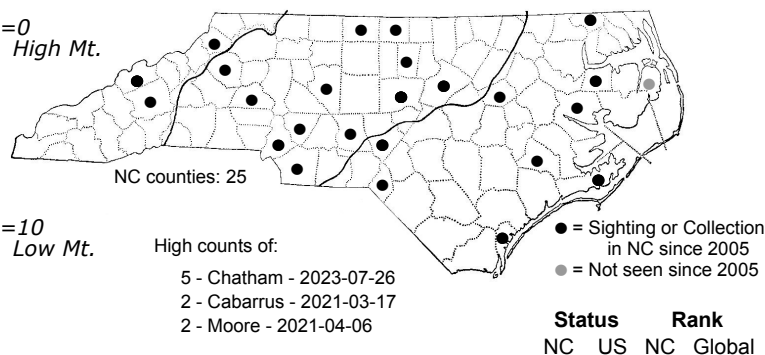 =0
High Mt.
NC counties: 25
=10
Low Mt.
High counts of:
5 - Chatham - 2023-07-26
2 - Cabarrus - 2021-03-17
2 - Moore - 2021-04-06
● = Sighting or Collection
in NC since 2005
● = Not seen since 2005
Status Rank
NC US NC Global